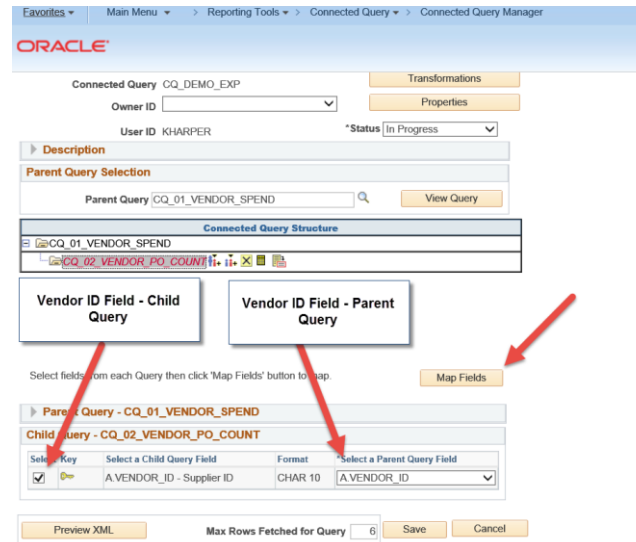 Favorites Main Menu > Reporting Tools > Connected Query > Connected Query Manager
ORACLE
Connected Query CQ_DEMO_EXP Transformations
Owner ID Properties
User ID KHARPER *Status In Progress
Description
Parent Query Selection
Parent Query CQ_01_VENDOR_SPEND View Query
Connected Query Structure
CQ_01_VENDOR_SPEND
CQ_02_VENDOR_PO_COUNT
Vendor ID Field - Child
Query
Vendor ID Field - Parent
Query
Select fields from each Query then click 'Map Fields' button to map. Map Fields
Parent Query - CQ_01_VENDOR_SPEND
Child Query - CQ_02_VENDOR_PO_COUNT
Select Key Select a Child Query Field Format *Select a Parent Query Field
A.VENDOR_ID - Supplier ID CHAR 10 A.VENDOR_ID
Preview XML Max Rows Fetched for Query 6 Save Cancel